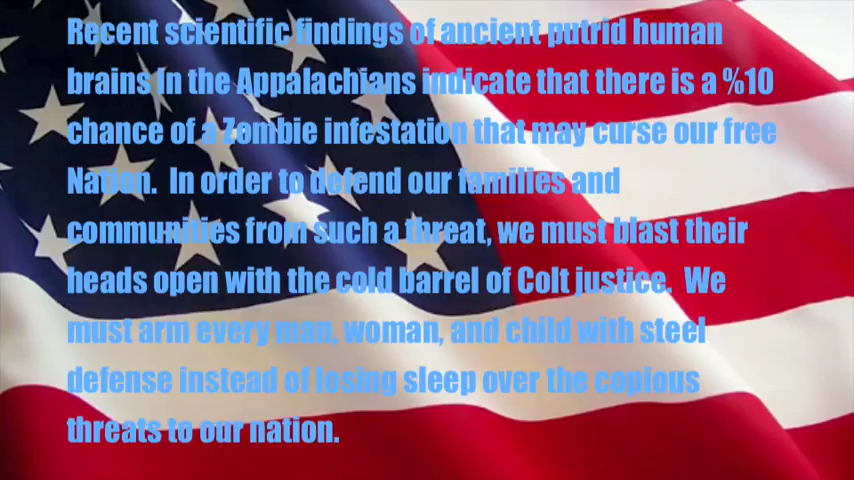 Recent scientific findings of ancient putrid human
brains in the Appalachians indicate that there is a %10
chance of a Zombie infestation that may curse our free
Nation.  In order to defend our families and
communities from such a threat, we must blast their
heads open with the cold barrel of Colt justice.  We
must arm every man, woman, and child with steel
defense instead of losing sleep over the copious
threats to our nation.